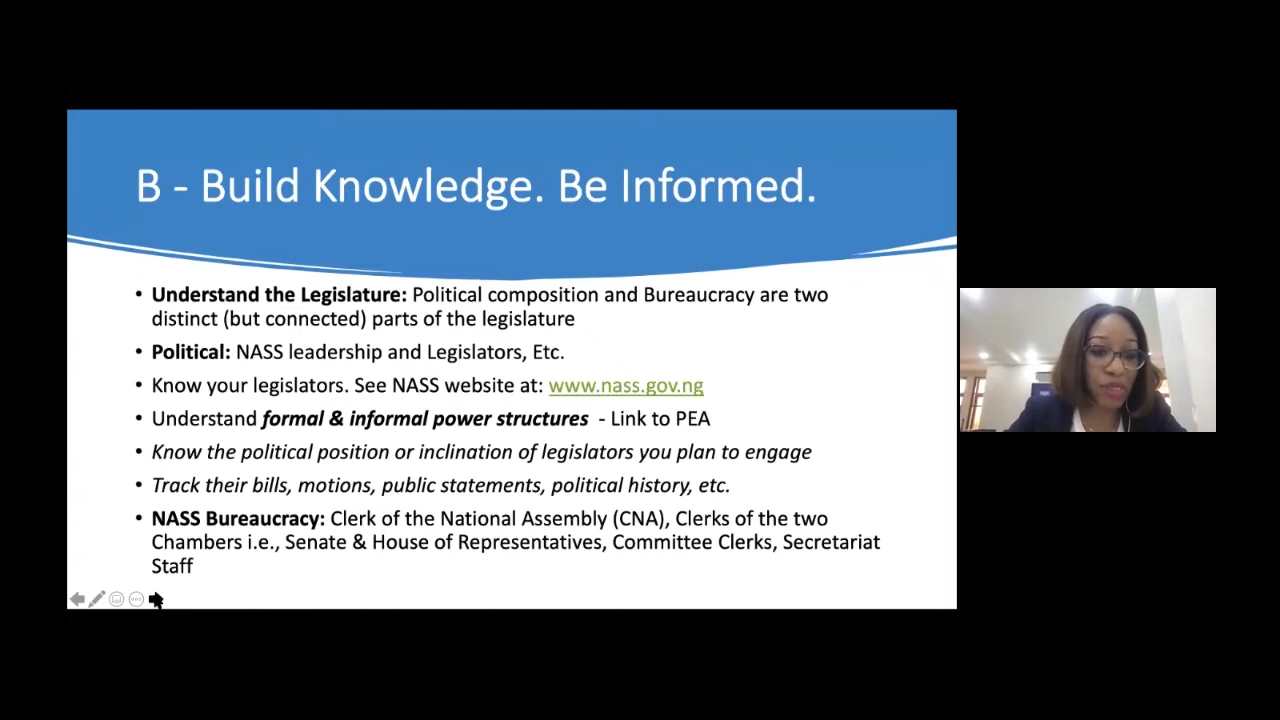 B - Build Knowledge. Be Informed.
• Understand the Legislature: Political composition and Bureaucracy are two
distinct (but connected) parts of the legislature
• Political: NASS leadership and Legislators, Etc.
• Know your legislators. See NASS website at: www.nass.gov.ng
• Understand formal & informal power structures - Link to PEA
• Know the political position or inclination of legislators you plan to engage
• Track their bills, motions, public statements, political history, etc.
• NASS Bureaucracy: Clerk of the National Assembly (CNA), Clerks of the two
Chambers i.e., Senate & House of Representatives, Committee Clerks, Secretariat
Staff